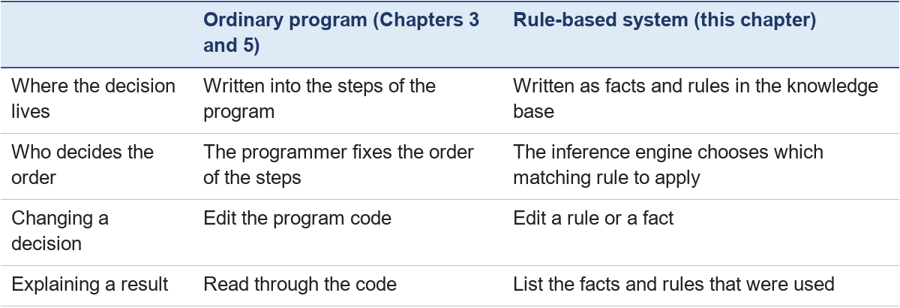 Ordinary program (Chapters 3 and 5)
Rule-based system (this chapter)
Where the decision lives
Written into the steps of the program
Written as facts and rules in the knowledge base
Who decides the order
The programmer fixes the order of the steps
The inference engine chooses which matching rule to apply
Changing a decision
Edit the program code
Edit a rule or a fact
Explaining a result
Read through the code
List the facts and rules that were used